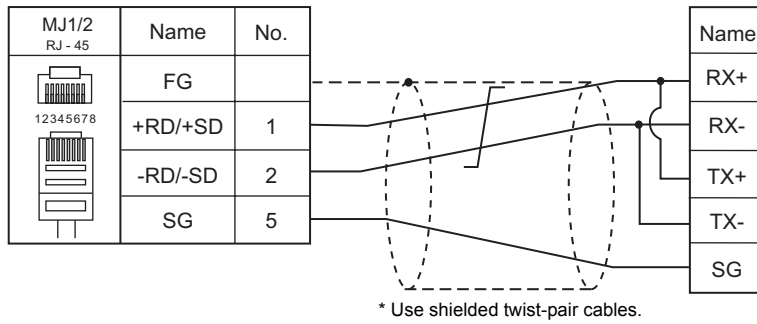 MJ1/2
RJ - 45
Name
No.
Name
FG
RX+
12345678
+RD/+SD
1
RX-
-RD/-SD
2
TX+
TX-
SG
5
SG
* Use shielded twist-pair cables.